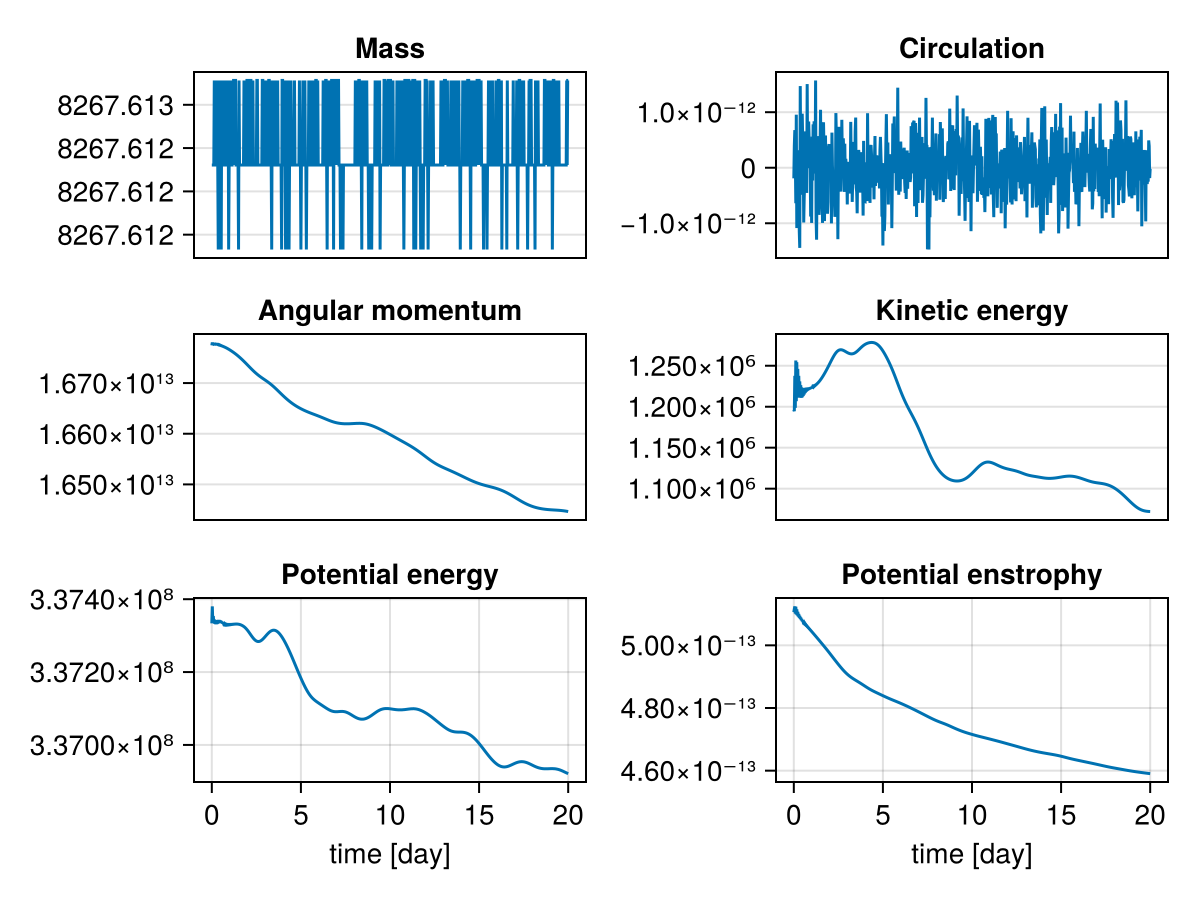 Mass
8267.613
8267.612
8267.612
8267.612
Circulation
1.0×10⁻¹²
0
−1.0×10⁻¹²
Angular momentum
1.670×10¹³
1.660×10¹³
1.650×10¹³
Kinetic energy
1.250×10⁶
1.200×10⁶
1.150×10⁶
1.100×10⁶
Potential energy
3.3740×10⁸
3.3720×10⁸
3.3700×10⁸
0 5 10 15 20
time [day]
Potential enstrophy
5.00×10⁻¹³
4.80×10⁻¹³
4.60×10⁻¹³
0 5 10 15 20
time [day]